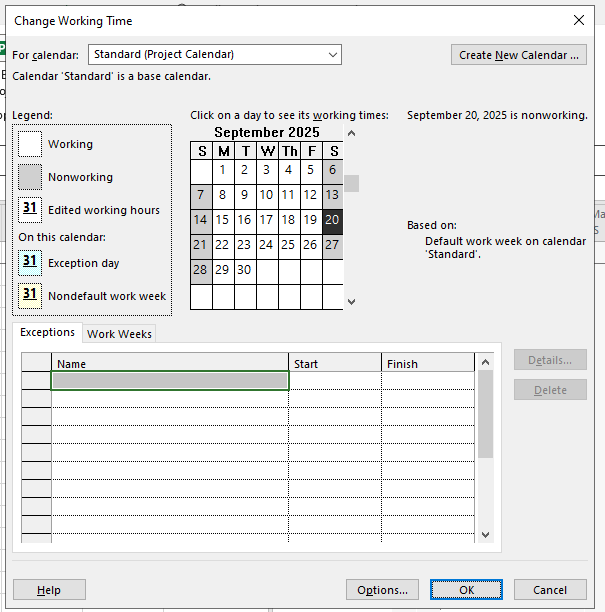 Change Working Time
For calendar: Standard (Project Calendar)
Create New Calendar ...
Calendar 'Standard' is a base calendar.
Legend:
Working
Nonworking
31 Edited working hours
On this calendar:
31 Exception day
31 Nondefault work week
Click on a day to see its working times:
September 2025
S M T W Th F S
1 2 3 4 5 6
7 8 9 10 11 12 13
14 15 16 17 18 19 20
21 22 23 24 25 26 27
28 29 30
September 20, 2025 is nonworking.
Based on:
Default work week on calendar
'Standard'.
Exceptions Work Weeks
Name Start Finish
Details...
Delete
Help Options... OK Cancel